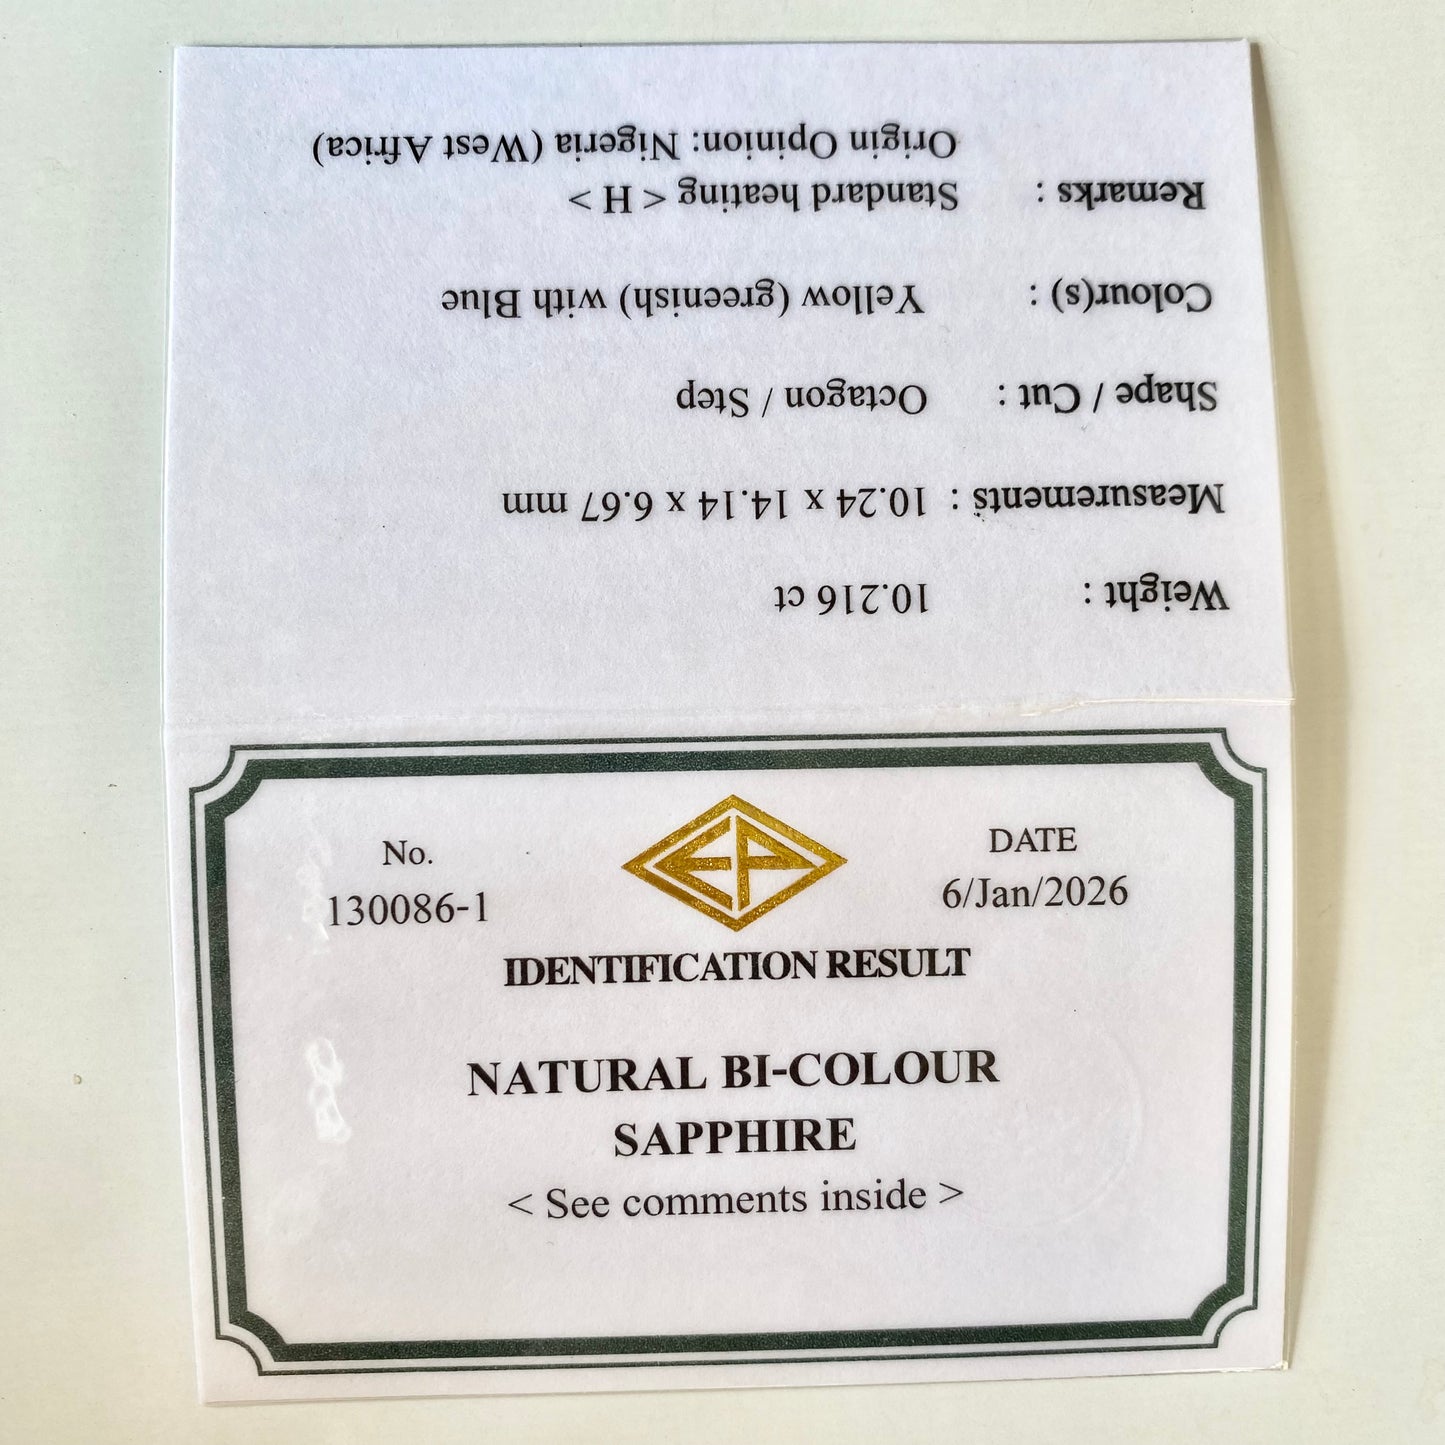 No.
130086-1
EP
DATE
6/Jan/2026
IDENTIFICATION RESULT
NATURAL BI-COLOUR
SAPPHIRE
< See comments inside >
Weight : 10.216 ct
Measurements : 10.24 x 14.14 x 6.67 mm
Shape / Cut : Octagon / Step
Colour(s) : Yellow (greenish) with Blue
Remarks : Standard heating < H >
Origin Opinion: Nigeria (West Africa)